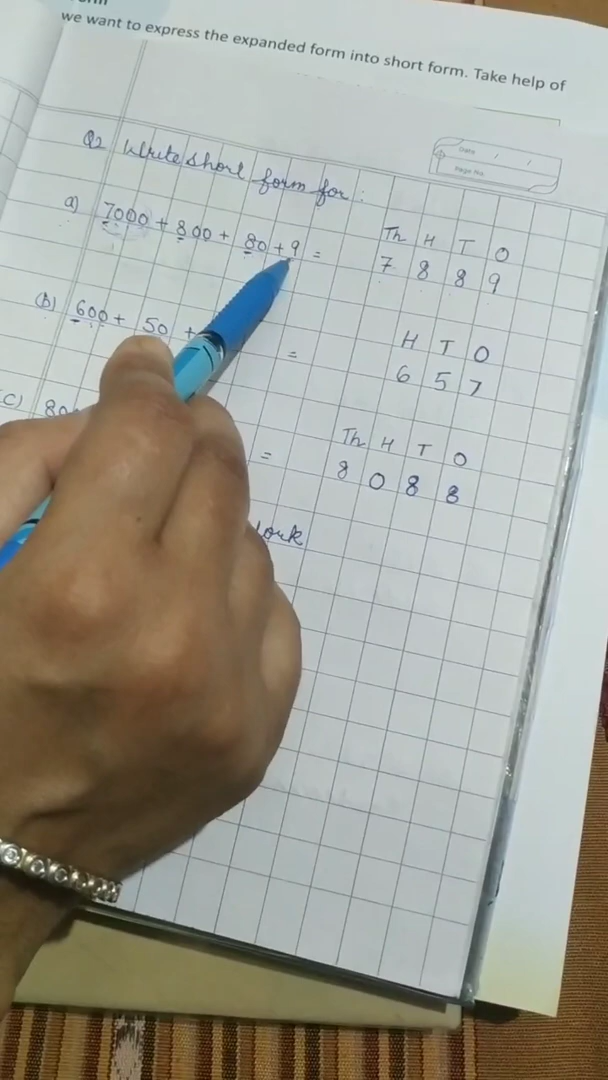 we want to express the expanded form into short form. Take help of
Date / /
Page No.
Q2 Write short form for:
a) 7000 + 800 + 80 + 9 =
Th H T O
7 8 8 9
(b) 600 + 50 + =
H T O
6 5 7
(c) 80 =
Th H T O
8 0 8 8